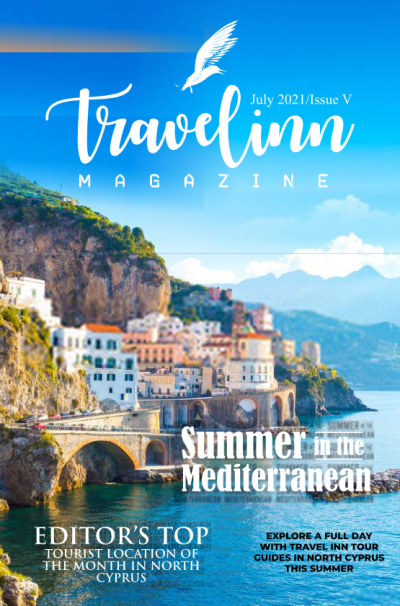 July 2021/Issue V
Travelinn
MAGAZINE
Summer in the
Mediterranean
EDITOR'S TOP
TOURIST LOCATION OF
THE MONTH IN NORTH
CYPRUS
EXPLORE A FULL DAY
WITH TRAVEL INN TOUR
GUIDES IN NORTH CYPRUS
THIS SUMMER